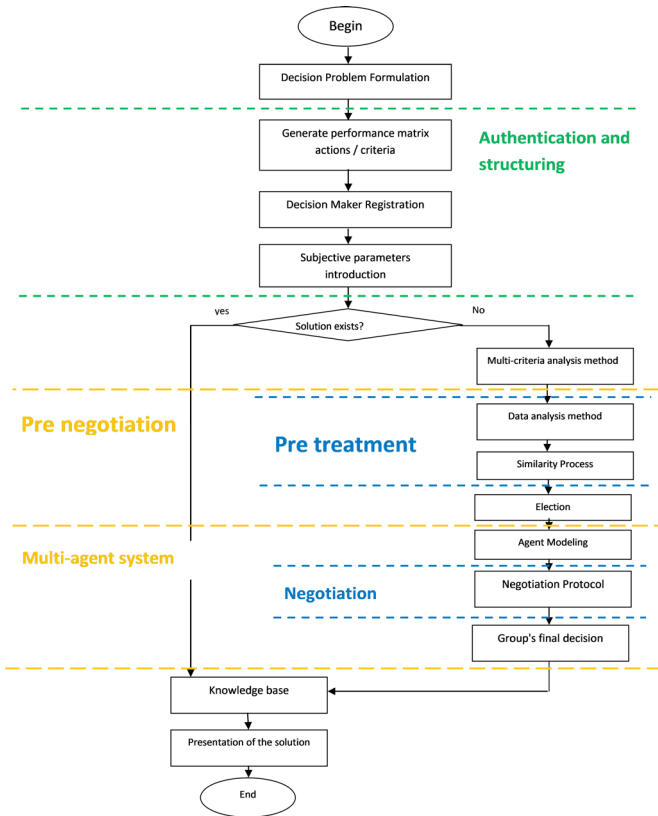 Begin
Decision Problem Formulation
Generate performance matrix
actions / criteria
Authentication and
structuring
Decision Maker Registration
Subjective parameters
introduction
yes
No
Solution exists?
Multi-criteria analysis method
Pre negotiation
Data analysis method
Pre treatment
Similarity Process
Election
Multi-agent system
Agent Modeling
Negotiation
Negotiation Protocol
Group's final decision
Knowledge base
Presentation of the solution
End